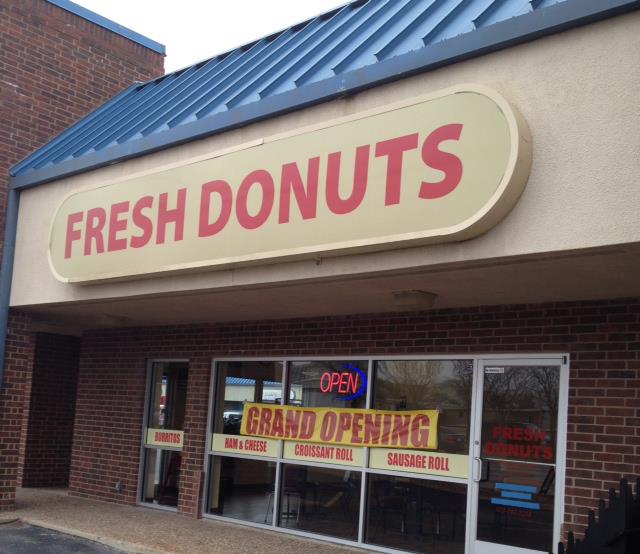 FRESH DONUTS
OPEN
GRAND OPENING
BURRITOS
HAM & CHEESE
CROISSANT ROLL
SAUSAGE ROLL
FRESH
DONUTS